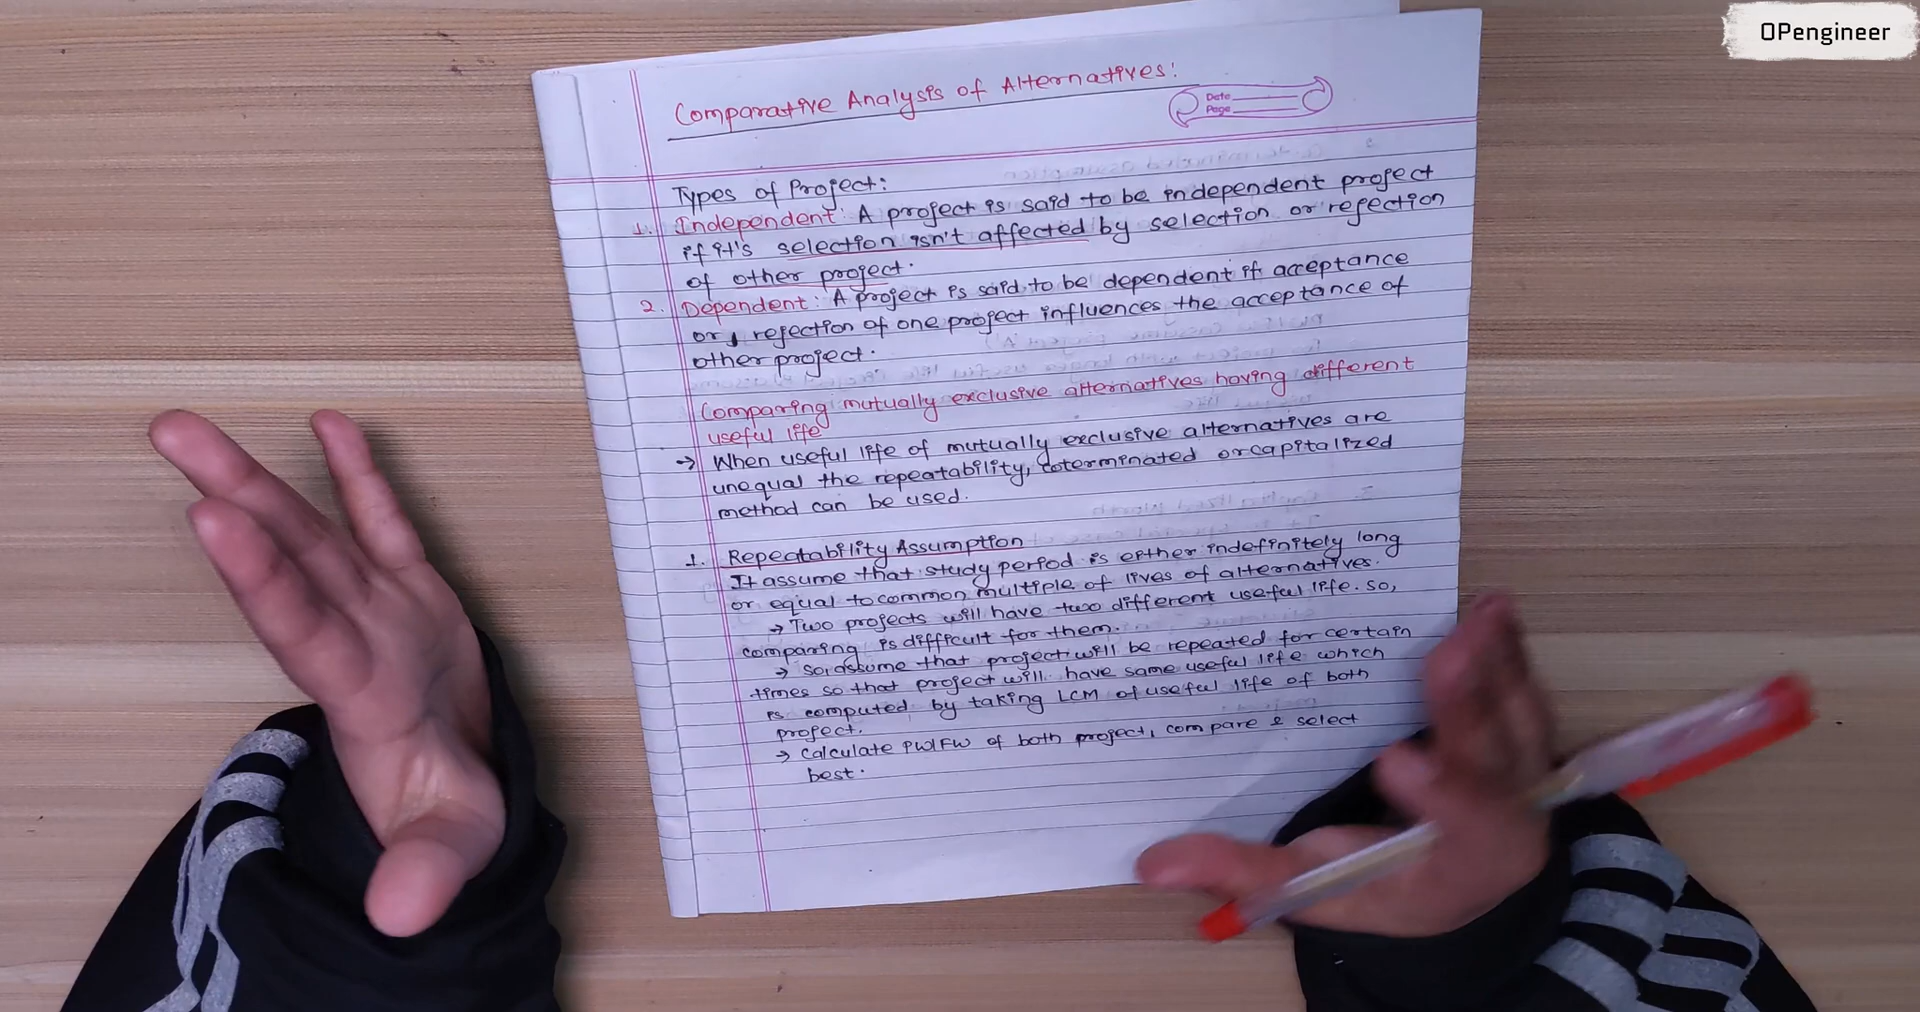 OPengineer
Comparative Analysis of Alternatives:
Date
Page
Types of Project:
1. Independent: A project is said to be independent project
if it's selection isn't affected by selection or rejection
of other project.
2. Dependent: A project is said to be dependent if acceptance
or rejection of one project influences the acceptance of
other project.
Comparing mutually exclusive alternatives having different
useful life
→ When useful life of mutually exclusive alternatives are
unequal the repeatability, coterminated or capitalized
method can be used.
1. Repeatability Assumption
It assume that study period is either indefinitely long
or equal to common multiple of lives of alternatives.
→ Two projects will have two different useful life. so,
comparing is difficult for them.
→ so, assume that project will be repeated for certain
times so that project will have same useful life which
is computed by taking LCM of useful life of both
project.
→ Calculate PW/FW of both project, compare & select
best.